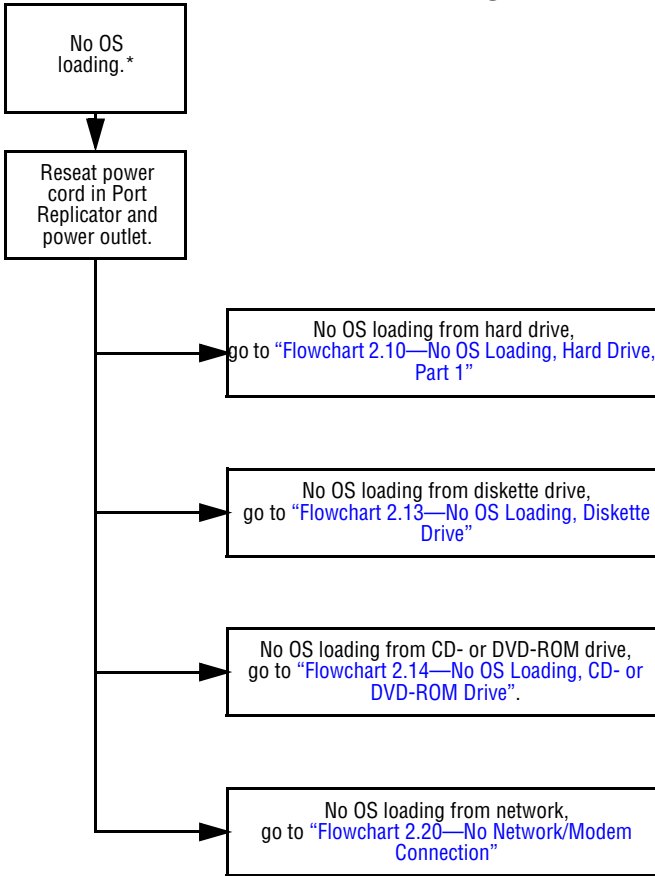 No OS
loading.*
Reseat power
cord in Port
Replicator and
power outlet.
No OS loading from hard drive,
go to “Flowchart 2.10—No OS Loading, Hard Drive,
Part 1”
No OS loading from diskette drive,
go to “Flowchart 2.13—No OS Loading, Diskette
Drive”
No OS loading from CD- or DVD-ROM drive,
go to “Flowchart 2.14—No OS Loading, CD- or
DVD-ROM Drive”.
No OS loading from network,
go to “Flowchart 2.20—No Network/Modem
Connection”